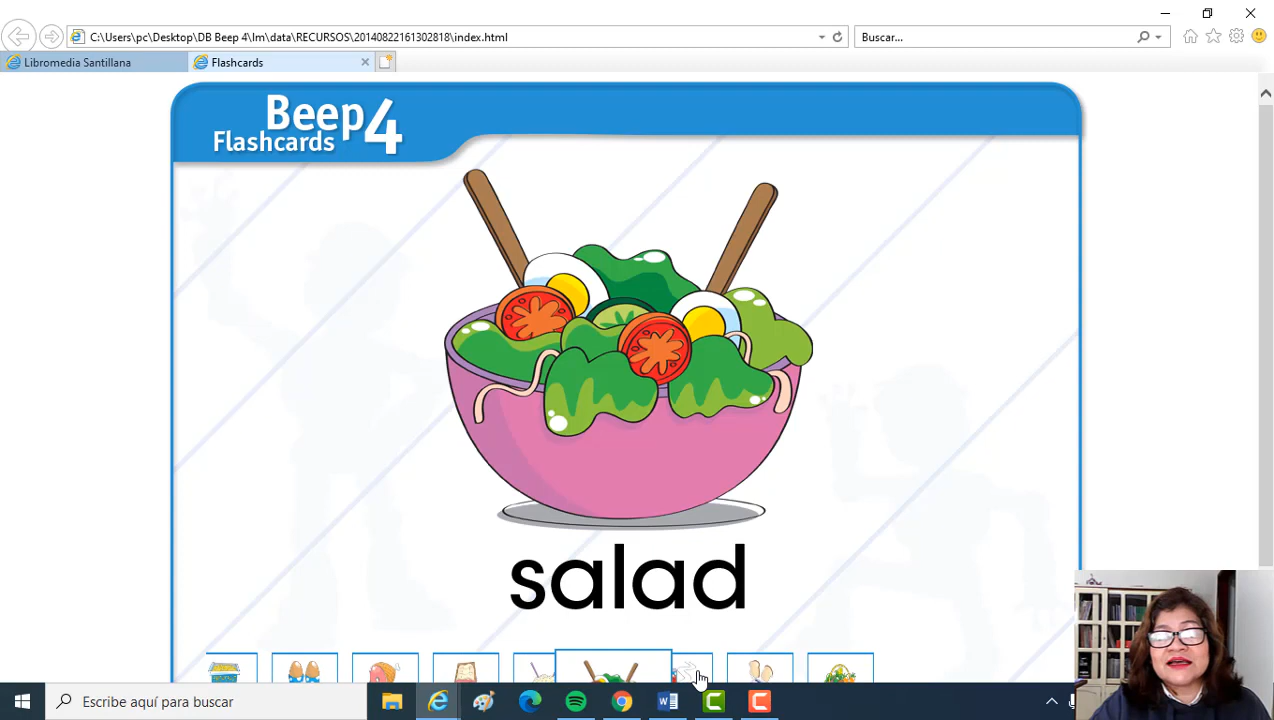 C:\Users\pc\Desktop\DB Beep 4\lm\data\RECURSOS\20140822161302818\index.html
Buscar...
Libromedia Santillana
Flashcards
Beep 4
Flashcards
salad
Escribe aquí para buscar